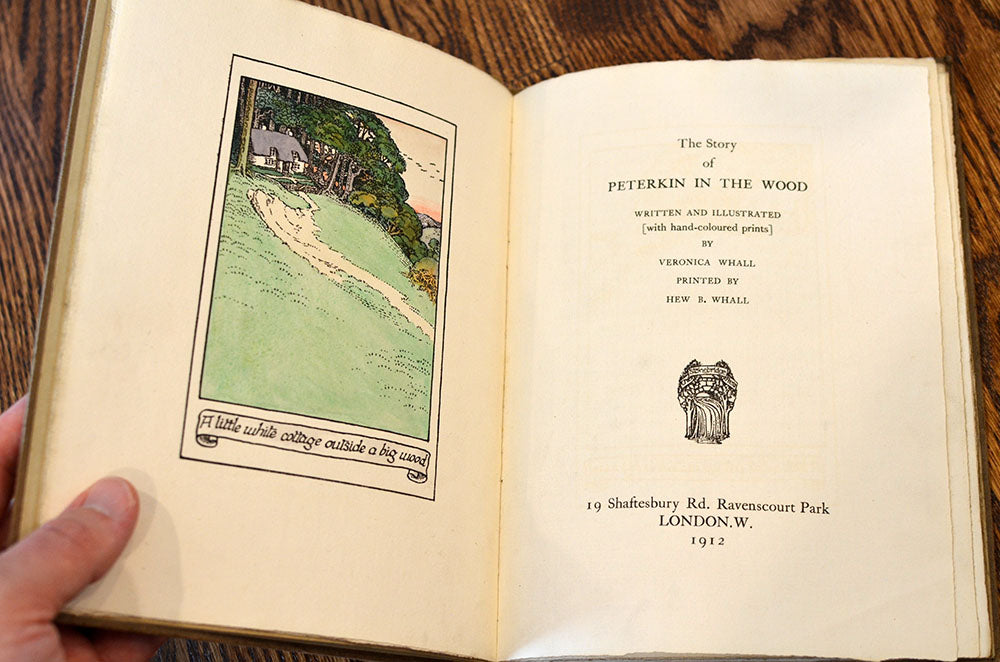 A little white cottage outside a big wood
The Story
of
PETERKIN IN THE WOOD
WRITTEN AND ILLUSTRATED
[with hand-coloured prints]
BY
VERONICA WHALL
PRINTED BY
HEW B. WHALL
Stonebridge
19 Shaftesbury Rd. Ravenscourt Park
LONDON.W.
1912